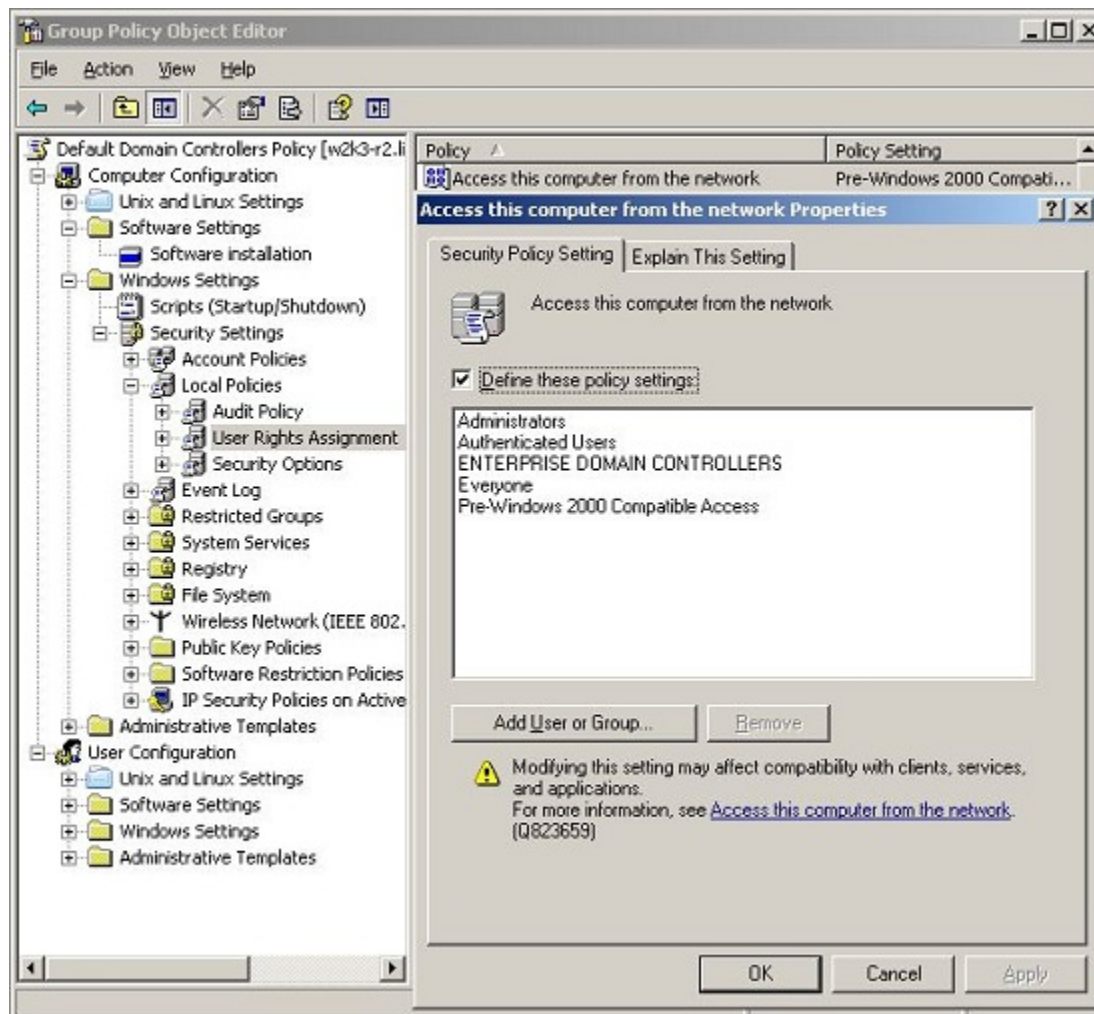 Group Policy Object Editor
File Action View Help
Default Domain Controllers Policy [w2k3-r2.li
Computer Configuration
Unix and Linux Settings
Software Settings
Software installation
Windows Settings
Scripts (Startup/Shutdown)
Security Settings
Account Policies
Local Policies
Audit Policy
User Rights Assignment
Security Options
Event Log
Restricted Groups
System Services
Registry
File System
Wireless Network (IEEE 802.
Public Key Policies
Software Restriction Policies
IP Security Policies on Active
Administrative Templates
User Configuration
Unix and Linux Settings
Software Settings
Windows Settings
Administrative Templates
Policy Policy Setting
Access this computer from the network Pre-Windows 2000 Compati...
Access this computer from the network Properties
Security Policy Setting Explain This Setting
Access this computer from the network
Define these policy settings:
Administrators
Authenticated Users
ENTERPRISE DOMAIN CONTROLLERS
Everyone
Pre-Windows 2000 Compatible Access
Add User or Group... Remove
Modifying this setting may affect compatibility with clients, services,
and applications.
For more information, see Access this computer from the network.
(Q823659)
OK Cancel Apply